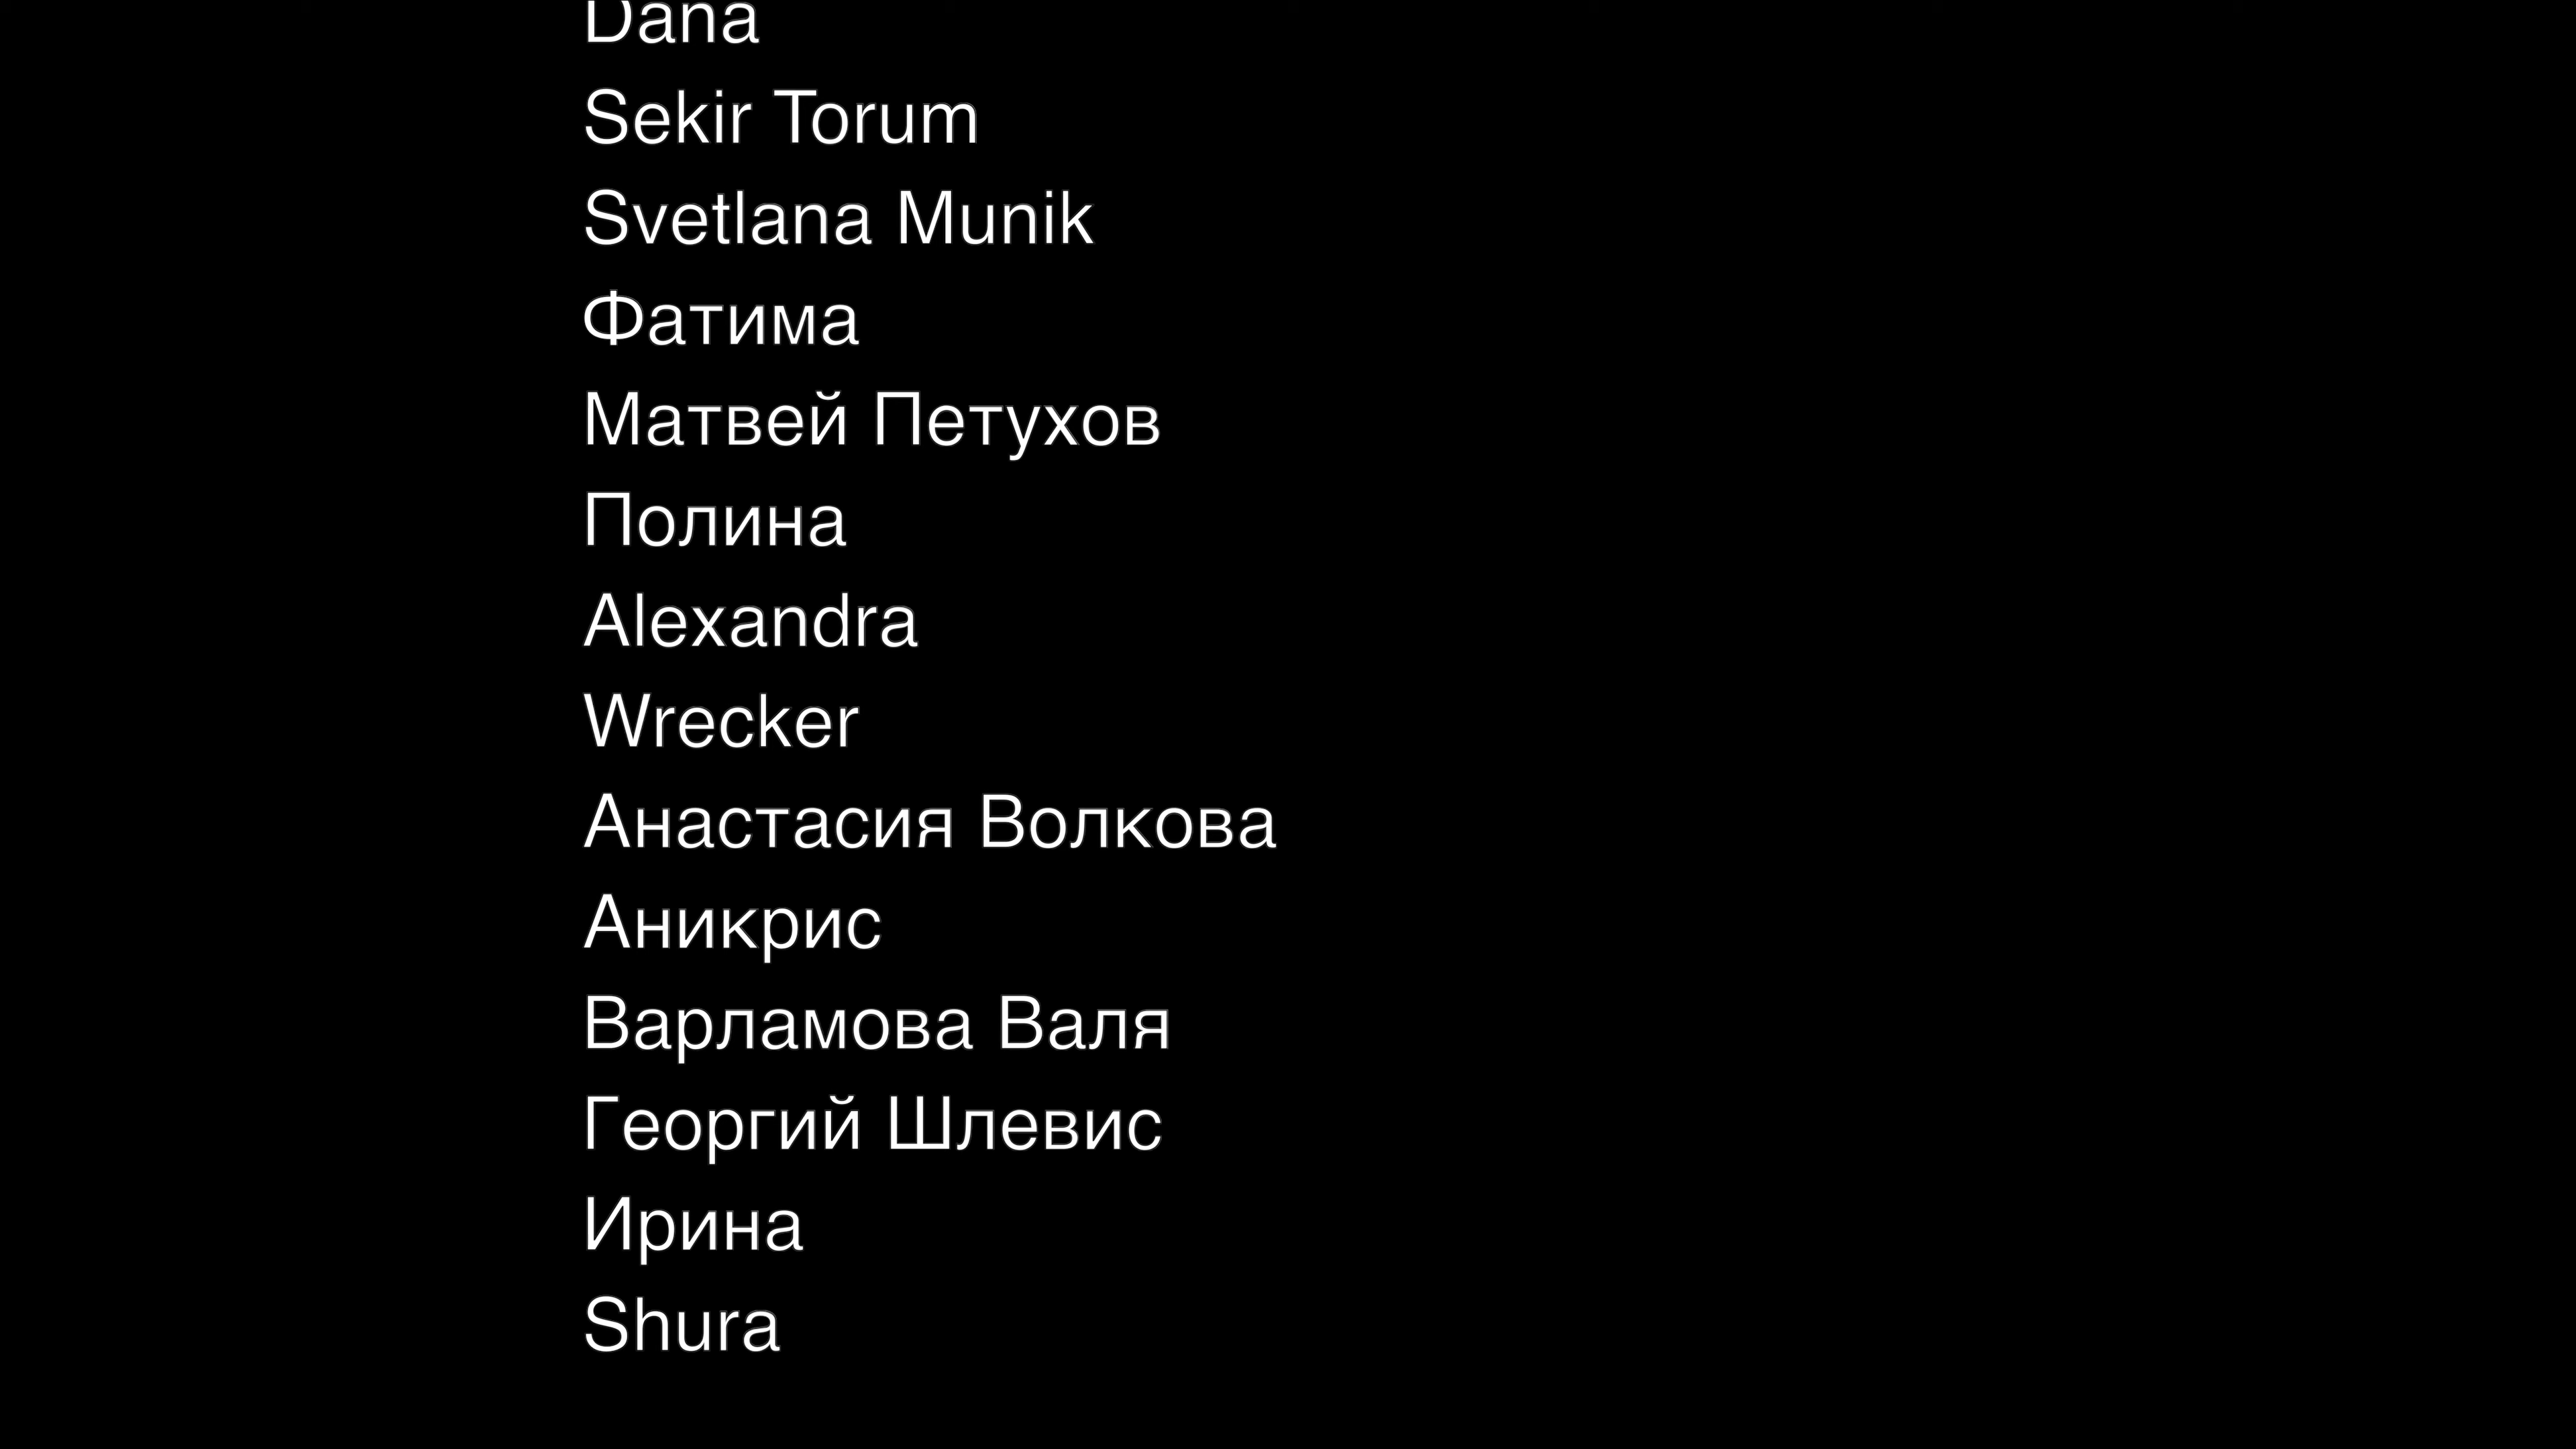 Dana
Sekir Torum
Svetlana Munik
Фатима
Матвей Петухов
Полина
Alexandra
Wrecker
Анастасия Волкова
Аникрис
Варламова Валя
Георгий Шлевис
Ирина
Shura